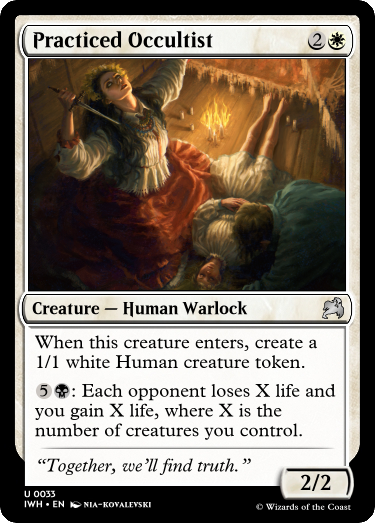 Practiced Occultist 2
Creature — Human Warlock
When this creature enters, create a
1/1 white Human creature token.
5: Each opponent loses X life and
you gain X life, where X is the
number of creatures you control.
“Together, we’ll find truth.”
2/2
U 0033
IWH • EN NIA-KOVALEVSKI
© Wizards of the Coast